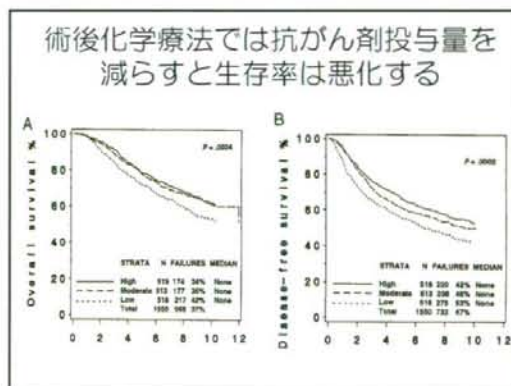 術後化学療法では抗がん剤投与量を
減らすと生存率は悪化する
A
Overall survival %
100
80
60
40
20
0
P=.0034
STRATA N FAILURES MEDIAN
High 519 174 34% None
Moderate 513 177 35% None
Low 518 217 42% None
Total 1550 568 37%
0 2 4 6 8 10 12
B
Disease-free survival %
100
80
60
40
20
0
STRATA N FAILURES MEDIAN
High 519 220 42% None
Moderate 513 238 46% None
Low 518 275 53% None
Total 1550 733 47%
0 2 4 6 8 10 12